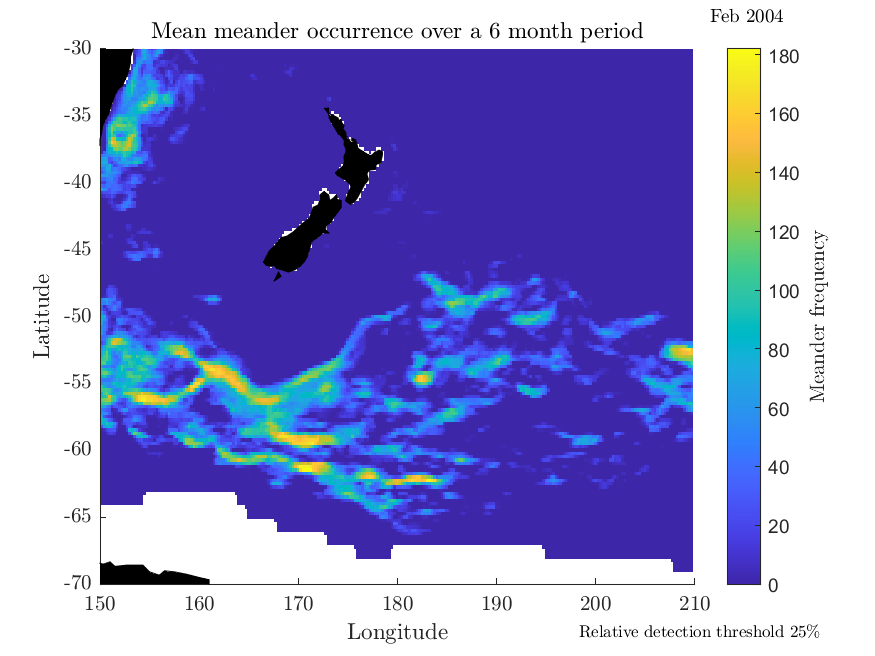 Feb 2004
Mean meander occurrence over a 6 month period
-30
-35
-40
-45
-50
-55
-60
-65
-70
Latitude
150 160 170 180 190 200 210
Longitude
180
160
140
120
100
80
60
40
20
0
Meander frequency
Relative detection threshold 25%